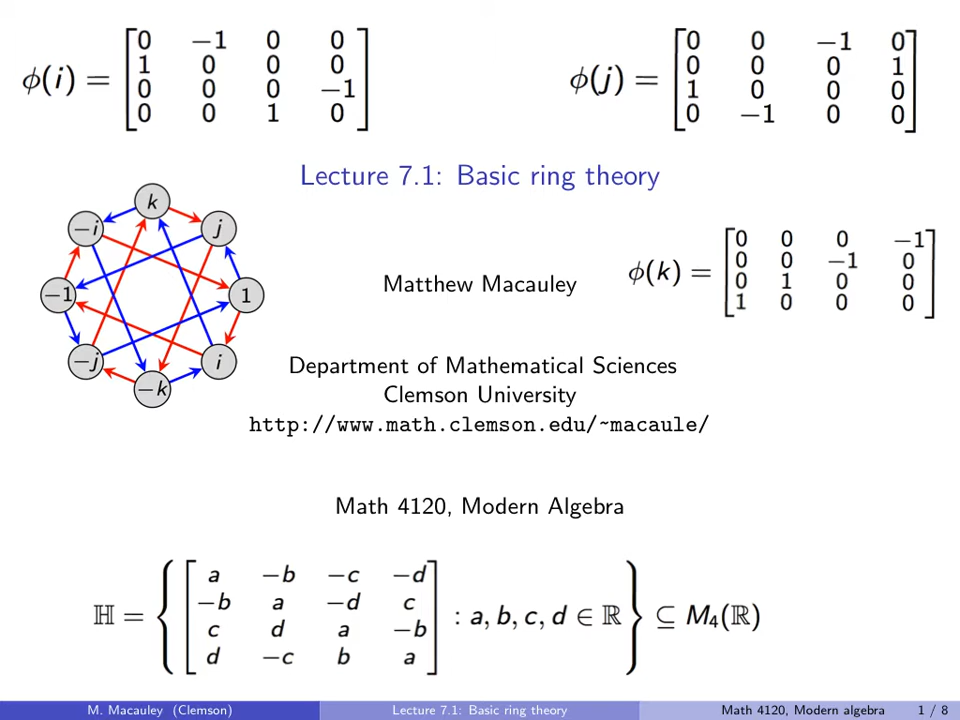 ϕ(i) = [0 −1 0 0; 1 0 0 0; 0 0 0 −1; 0 0 1 0]
ϕ(j) = [0 0 −1 0; 0 0 0 1; 1 0 0 0; 0 −1 0 0]
Lecture 7.1: Basic ring theory
k
−i
j
−1
1
−j
i
−k
Matthew Macauley
ϕ(k) = [0 0 0 −1; 0 0 −1 0; 0 1 0 0; 1 0 0 0]
Department of Mathematical Sciences
Clemson University
http://www.math.clemson.edu/~macaule/
Math 4120, Modern Algebra
ℍ = { [a −b −c −d; −b a −d c; c d a −b; d −c b a] : a, b, c, d ∈ ℝ } ⊆ M₄(ℝ)
M. Macauley (Clemson)
Lecture 7.1: Basic ring theory
Math 4120, Modern algebra
1 / 8